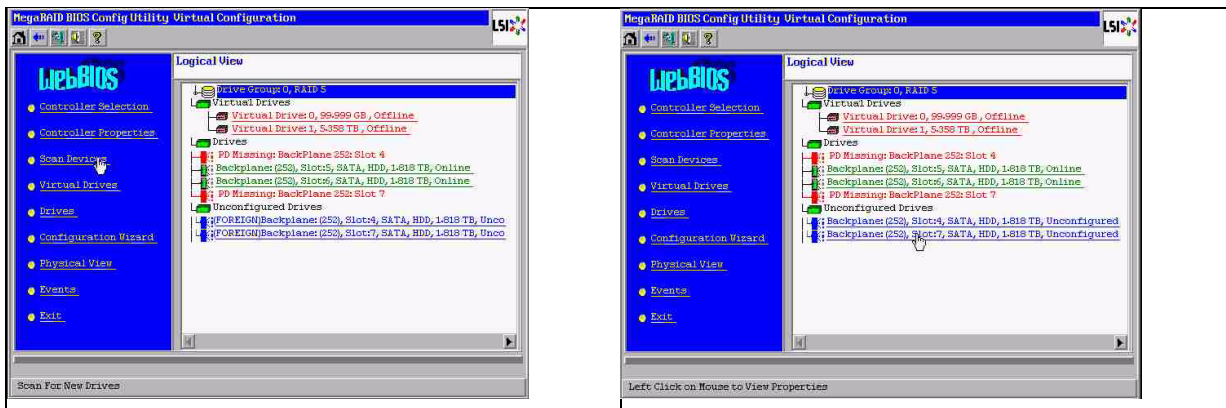 MegaRAID BIOS Config Utility Virtual Configuration
LSI
WebBIOS
Controller Selection
Controller Properties
Scan Devices
Virtual Drives
Drives
Configuration Wizard
Physical View
Events
Exit
Logical View
Drive Group: 0, RAID 5
Virtual Drives
Virtual Drive: 0, 99.999 GB , Offline
Virtual Drive: 1, 5.358 TB , Offline
Drives
PD Missing: BackPlane 252: Slot 4
Backplane: (252), Slot:5, SATA, HDD, 1.818 TB, Online
Backplane: (252), Slot:6, SATA, HDD, 1.818 TB, Online
PD Missing: BackPlane 252: Slot 7
Unconfigured Drives
(FOREIGN)Backplane: (252), Slot:4, SATA, HDD, 1.818 TB, Unco
(FOREIGN)Backplane: (252), Slot:7, SATA, HDD, 1.818 TB, Unco
Scan For New Drives
MegaRAID BIOS Config Utility Virtual Configuration
LSI
WebBIOS
Controller Selection
Controller Properties
Scan Devices
Virtual Drives
Drives
Configuration Wizard
Physical View
Events
Exit
Logical View
Drive Group: 0, RAID 5
Virtual Drives
Virtual Drive: 0, 99.999 GB , Offline
Virtual Drive: 1, 5.358 TB , Offline
Drives
PD Missing: BackPlane 252: Slot 4
Backplane: (252), Slot:5, SATA, HDD, 1.818 TB, Online
Backplane: (252), Slot:6, SATA, HDD, 1.818 TB, Online
PD Missing: BackPlane 252: Slot 7
Unconfigured Drives
Backplane: (252), Slot:4, SATA, HDD, 1.818 TB, Unconfigured
Backplane: (252), Slot:7, SATA, HDD, 1.818 TB, Unconfigured
Left Click on Mouse to View Properties